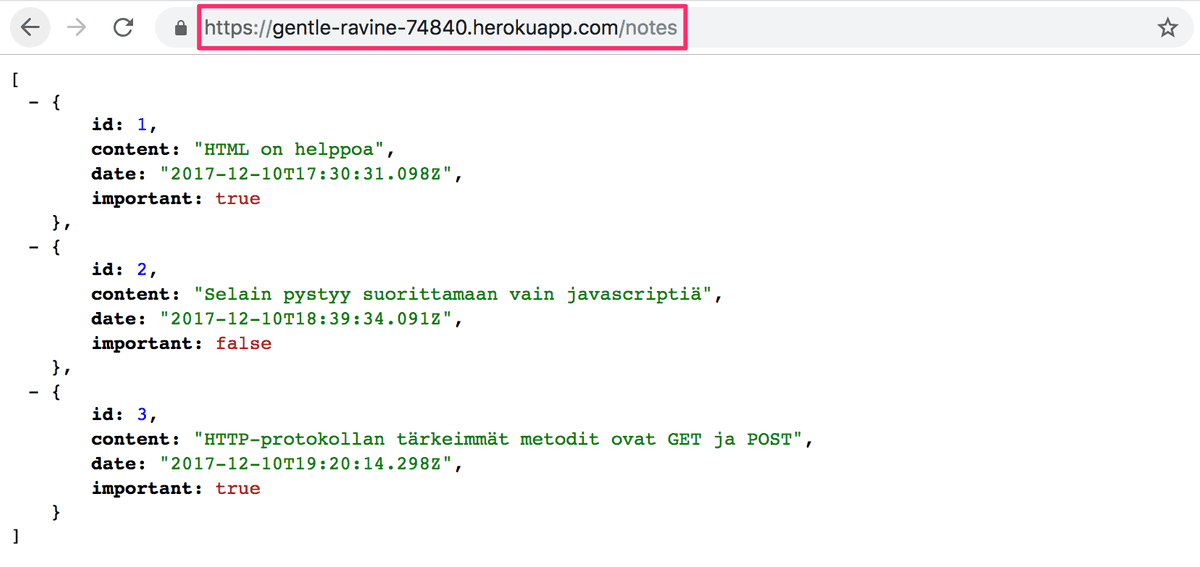 https://gentle-ravine-74840.herokuapp.com/notes
[
- {
id: 1,
content: "HTML on helppoa",
date: "2017-12-10T17:30:31.098Z",
important: true
},
- {
id: 2,
content: "Selain pystyy suorittamaan vain javascriptiä",
date: "2017-12-10T18:39:34.091Z",
important: false
},
- {
id: 3,
content: "HTTP-protokollan tärkeimmät metodit ovat GET ja POST",
date: "2017-12-10T19:20:14.298Z",
important: true
}
]